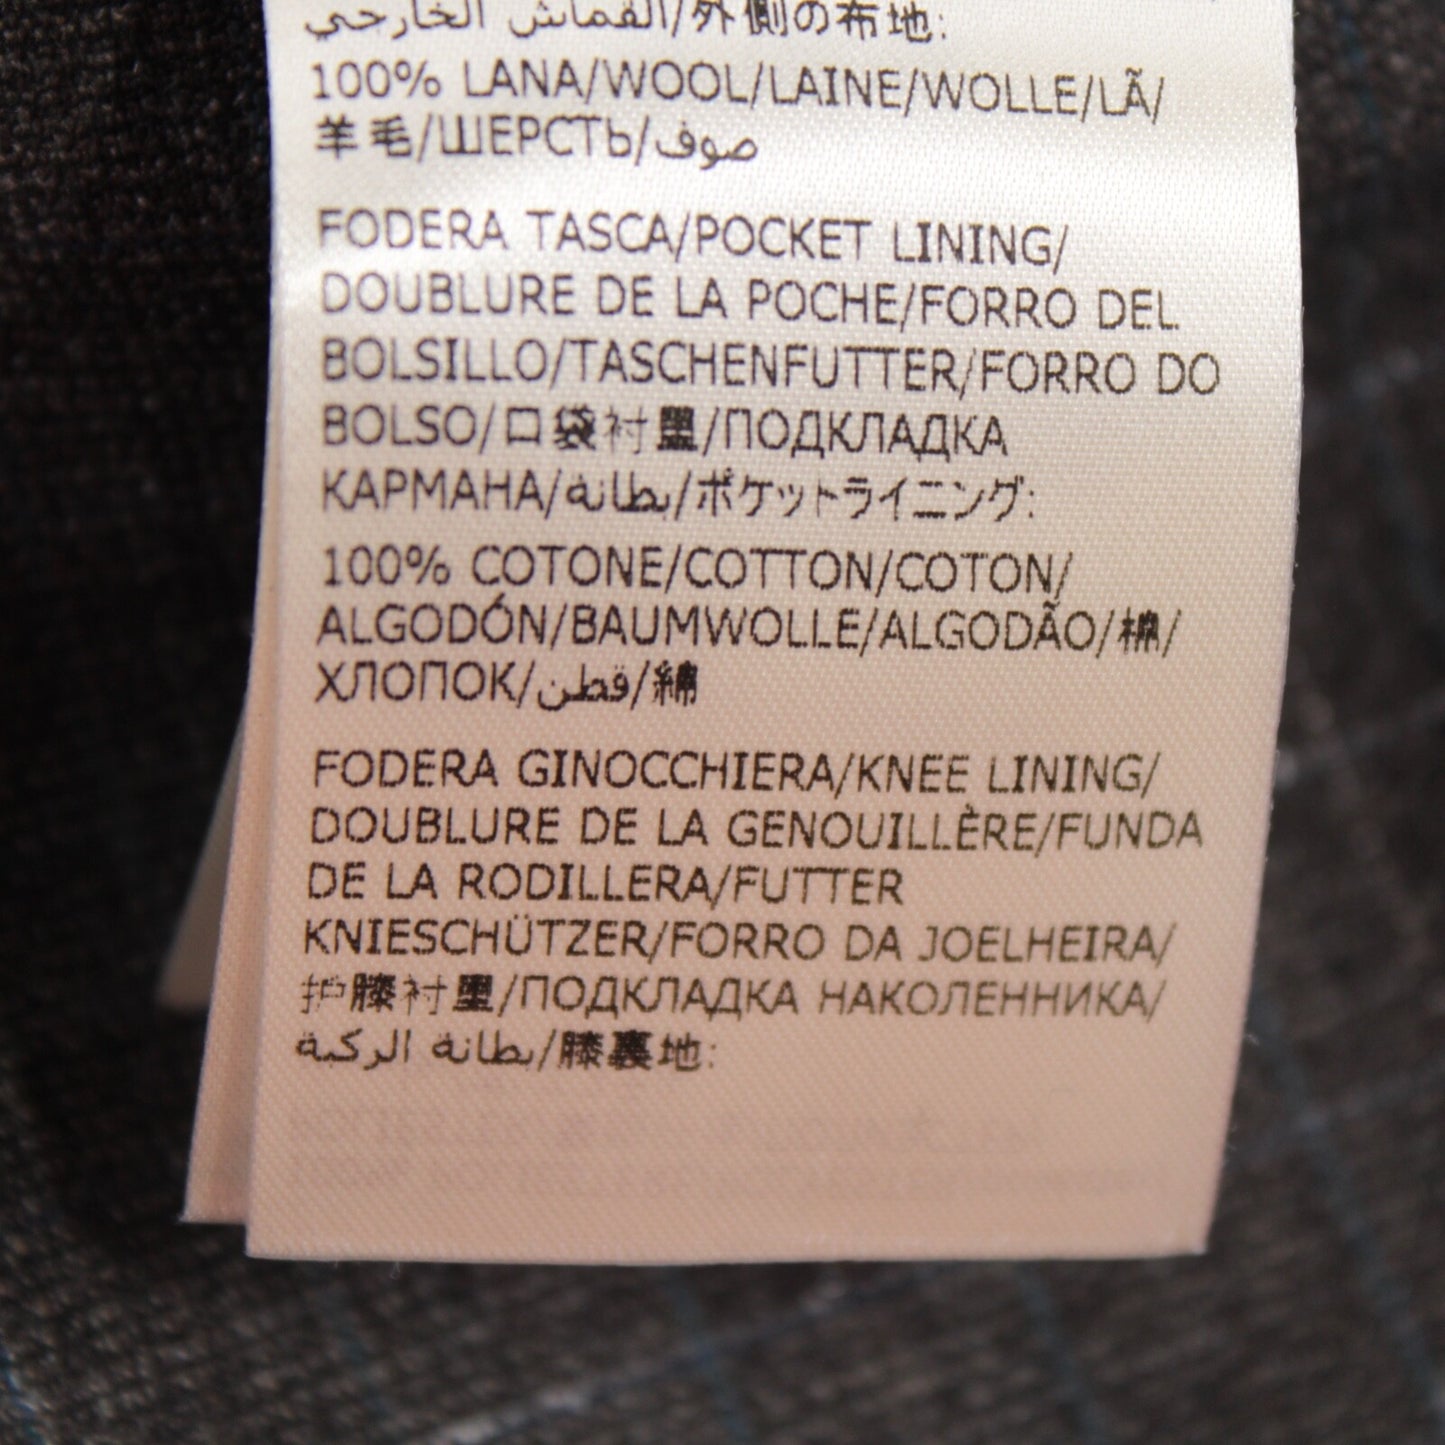 القماش الخارجي/外側の布地:
100% LANA/WOOL/LAINE/WOLLE/LÃ/
羊毛/ШЕРСТЬ/صوف
FODERA TASCA/POCKET LINING/
DOUBLURE DE LA POCHE/FORRO DEL
BOLSILLO/TASCHENFUTTER/FORRO DO
BOLSO/口袋衬里/ПОДКЛАДКА
КАРМАНА/بطانة/ポケットライニング:
100% COTONE/COTTON/COTON/
ALGODÓN/BAUMWOLLE/ALGODÃO/棉/
ХЛОПОК/قطن/綿
FODERA GINOCCHIERA/KNEE LINING/
DOUBLURE DE LA GENOUILLÈRE/FUNDA
DE LA RODILLERA/FUTTER
KNIESCHÜTZER/FORRO DA JOELHEIRA/
护膝衬里/ПОДКЛАДКА НАКОЛЕННИКА/
بطانة الركبة/膝裏地: